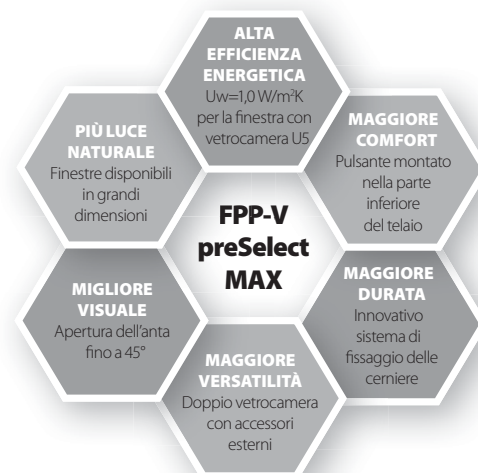 ALTA
EFFICIENZA
ENERGETICA
Uw=1,0 W/m²K
per la finestra con
vetrocamera U5
PIÙ LUCE
NATURALE
Finestre disponibili
in grandi
dimensioni
MAGGIORE
COMFORT
Pulsante montato
nella parte
inferiore
del telaio
FPP-V
preSelect
MAX
MIGLIORE
VISUALE
Apertura dell'anta
fino a 45°
MAGGIORE
DURATA
Innovativo
sistema di
fissaggio delle
cerniere
MAGGIORE
VERSATILITÀ
Doppio vetrocamera
con accessori
esterni